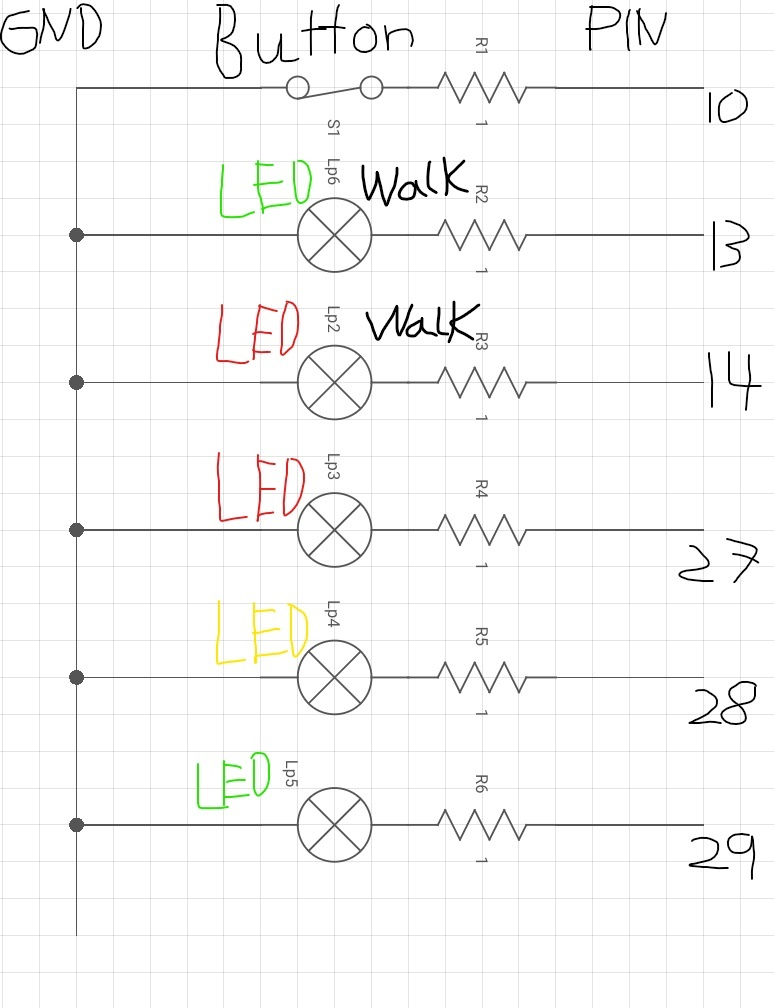 GND Button PIN
R1
10
S1 1
LED Lp6 Walk R2
13
1
LED Lp2 Walk R3
14
1
LED Lp3 R4
27
1
LED Lp4 R5
28
1
LED Lp5 R6
29
1